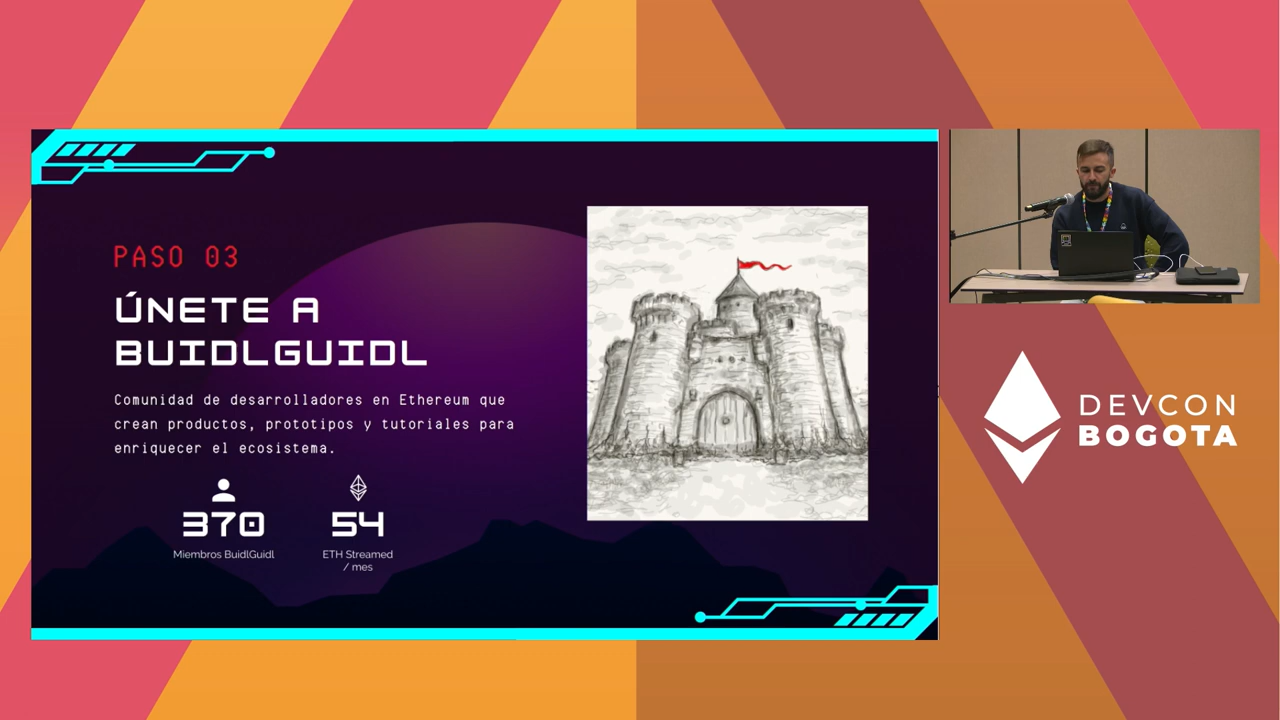 PASO 03
ÚNETE A
BUIDLGUIDL
Comunidad de desarrolladores en Ethereum que
crean productos, prototipos y tutoriales para
enriquecer el ecosistema.
370
Miembros BuidlGuidl
54
ETH Streamed
/ mes
DEVCON
BOGOTA